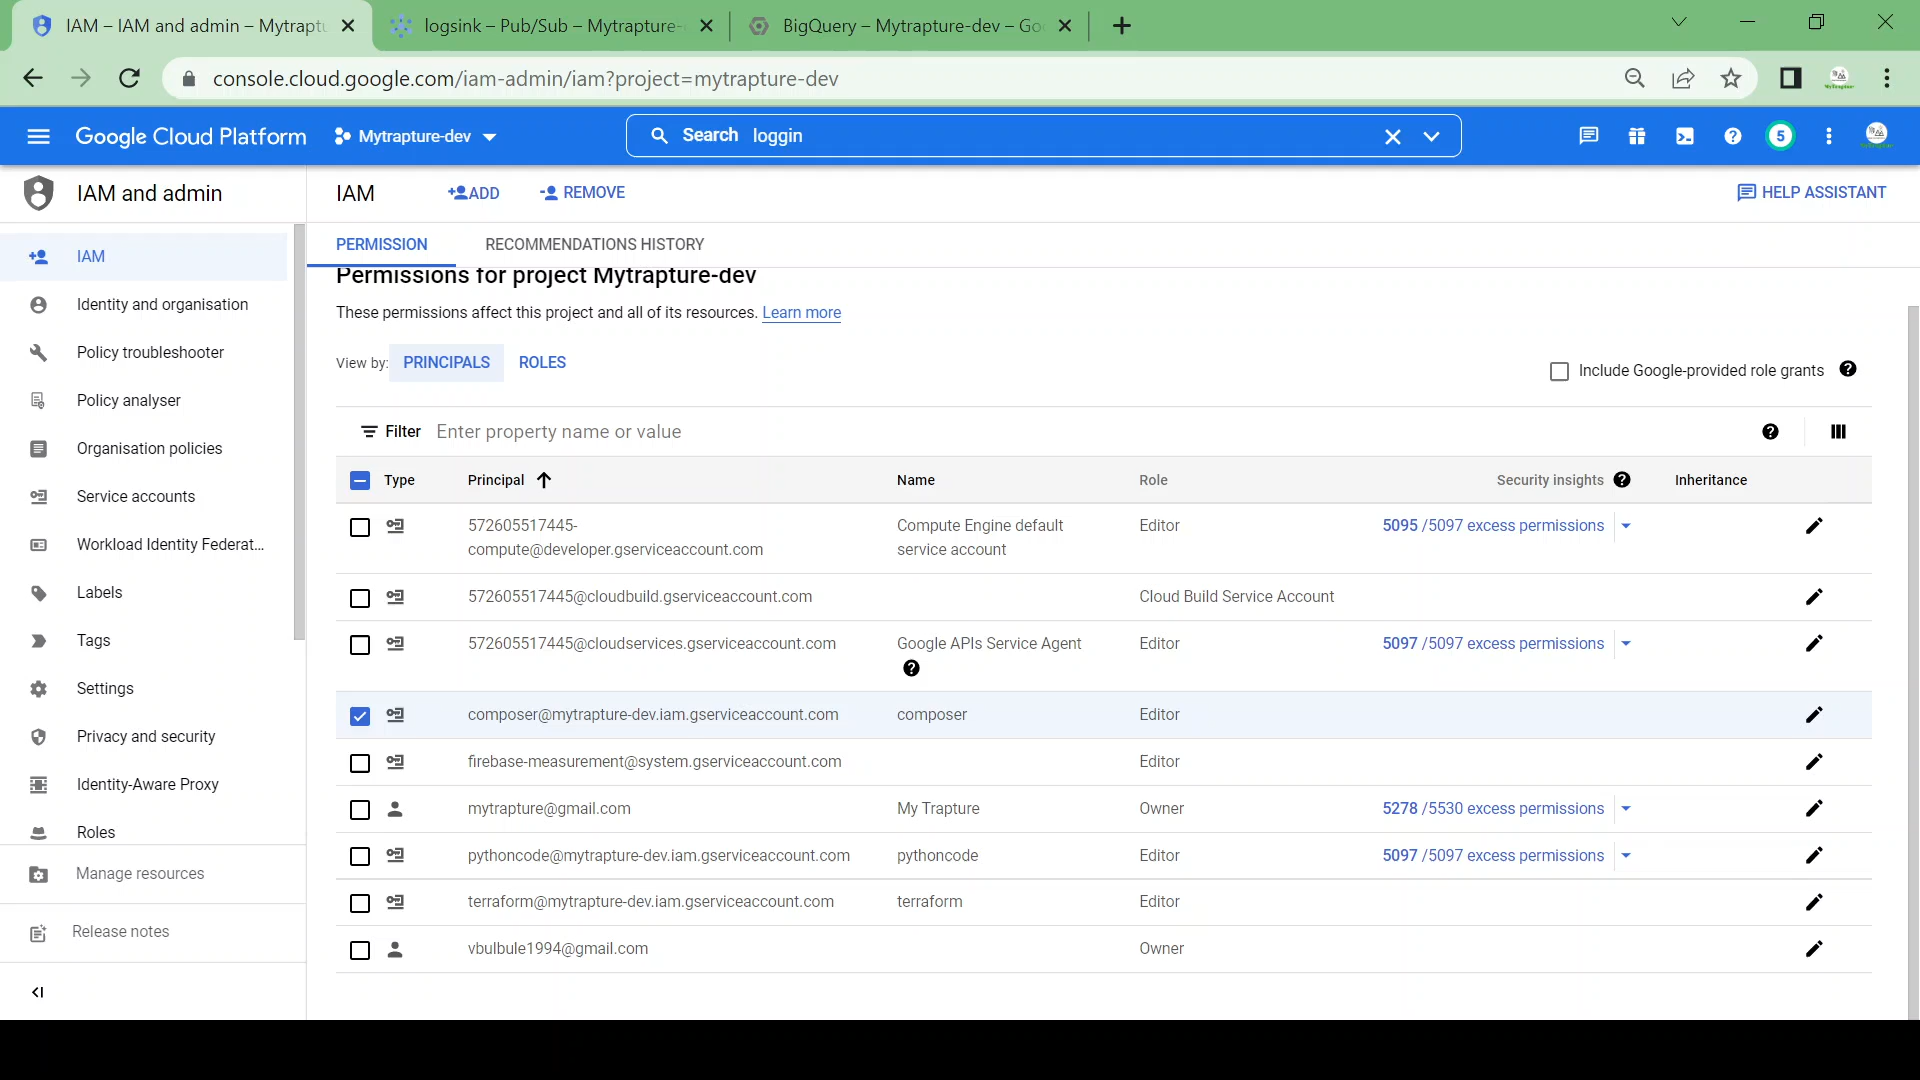 IAM – IAM and admin – Mytraptu
logsink – Pub/Sub – Mytrapture-
BigQuery – Mytrapture-dev – Goo
console.cloud.google.com/iam-admin/iam?project=mytrapture-dev
Google Cloud Platform
Mytrapture-dev
Search loggin
5
IAM and admin
IAM
ADD
REMOVE
HELP ASSISTANT
PERMISSION
RECOMMENDATIONS HISTORY
IAM
Identity and organisation
Policy troubleshooter
Policy analyser
Organisation policies
Service accounts
Workload Identity Federat...
Labels
Tags
Settings
Privacy and security
Identity-Aware Proxy
Roles
Manage resources
Release notes
Permissions for project Mytrapture-dev
These permissions affect this project and all of its resources. Learn more
View by: PRINCIPALS ROLES
Include Google-provided role grants
Filter Enter property name or value
Type Principal Name Role Security insights Inheritance
572605517445- Compute Engine default Editor 5095 /5097 excess permissions
compute@developer.gserviceaccount.com service account
572605517445@cloudbuild.gserviceaccount.com Cloud Build Service Account
572605517445@cloudservices.gserviceaccount.com Google APIs Service Agent Editor 5097 /5097 excess permissions
composer@mytrapture-dev.iam.gserviceaccount.com composer Editor
firebase-measurement@system.gserviceaccount.com Editor
mytrapture@gmail.com My Trapture Owner 5278 /5530 excess permissions
pythoncode@mytrapture-dev.iam.gserviceaccount.com pythoncode Editor 5097 /5097 excess permissions
terraform@mytrapture-dev.iam.gserviceaccount.com terraform Editor
vbulbule1994@gmail.com Owner